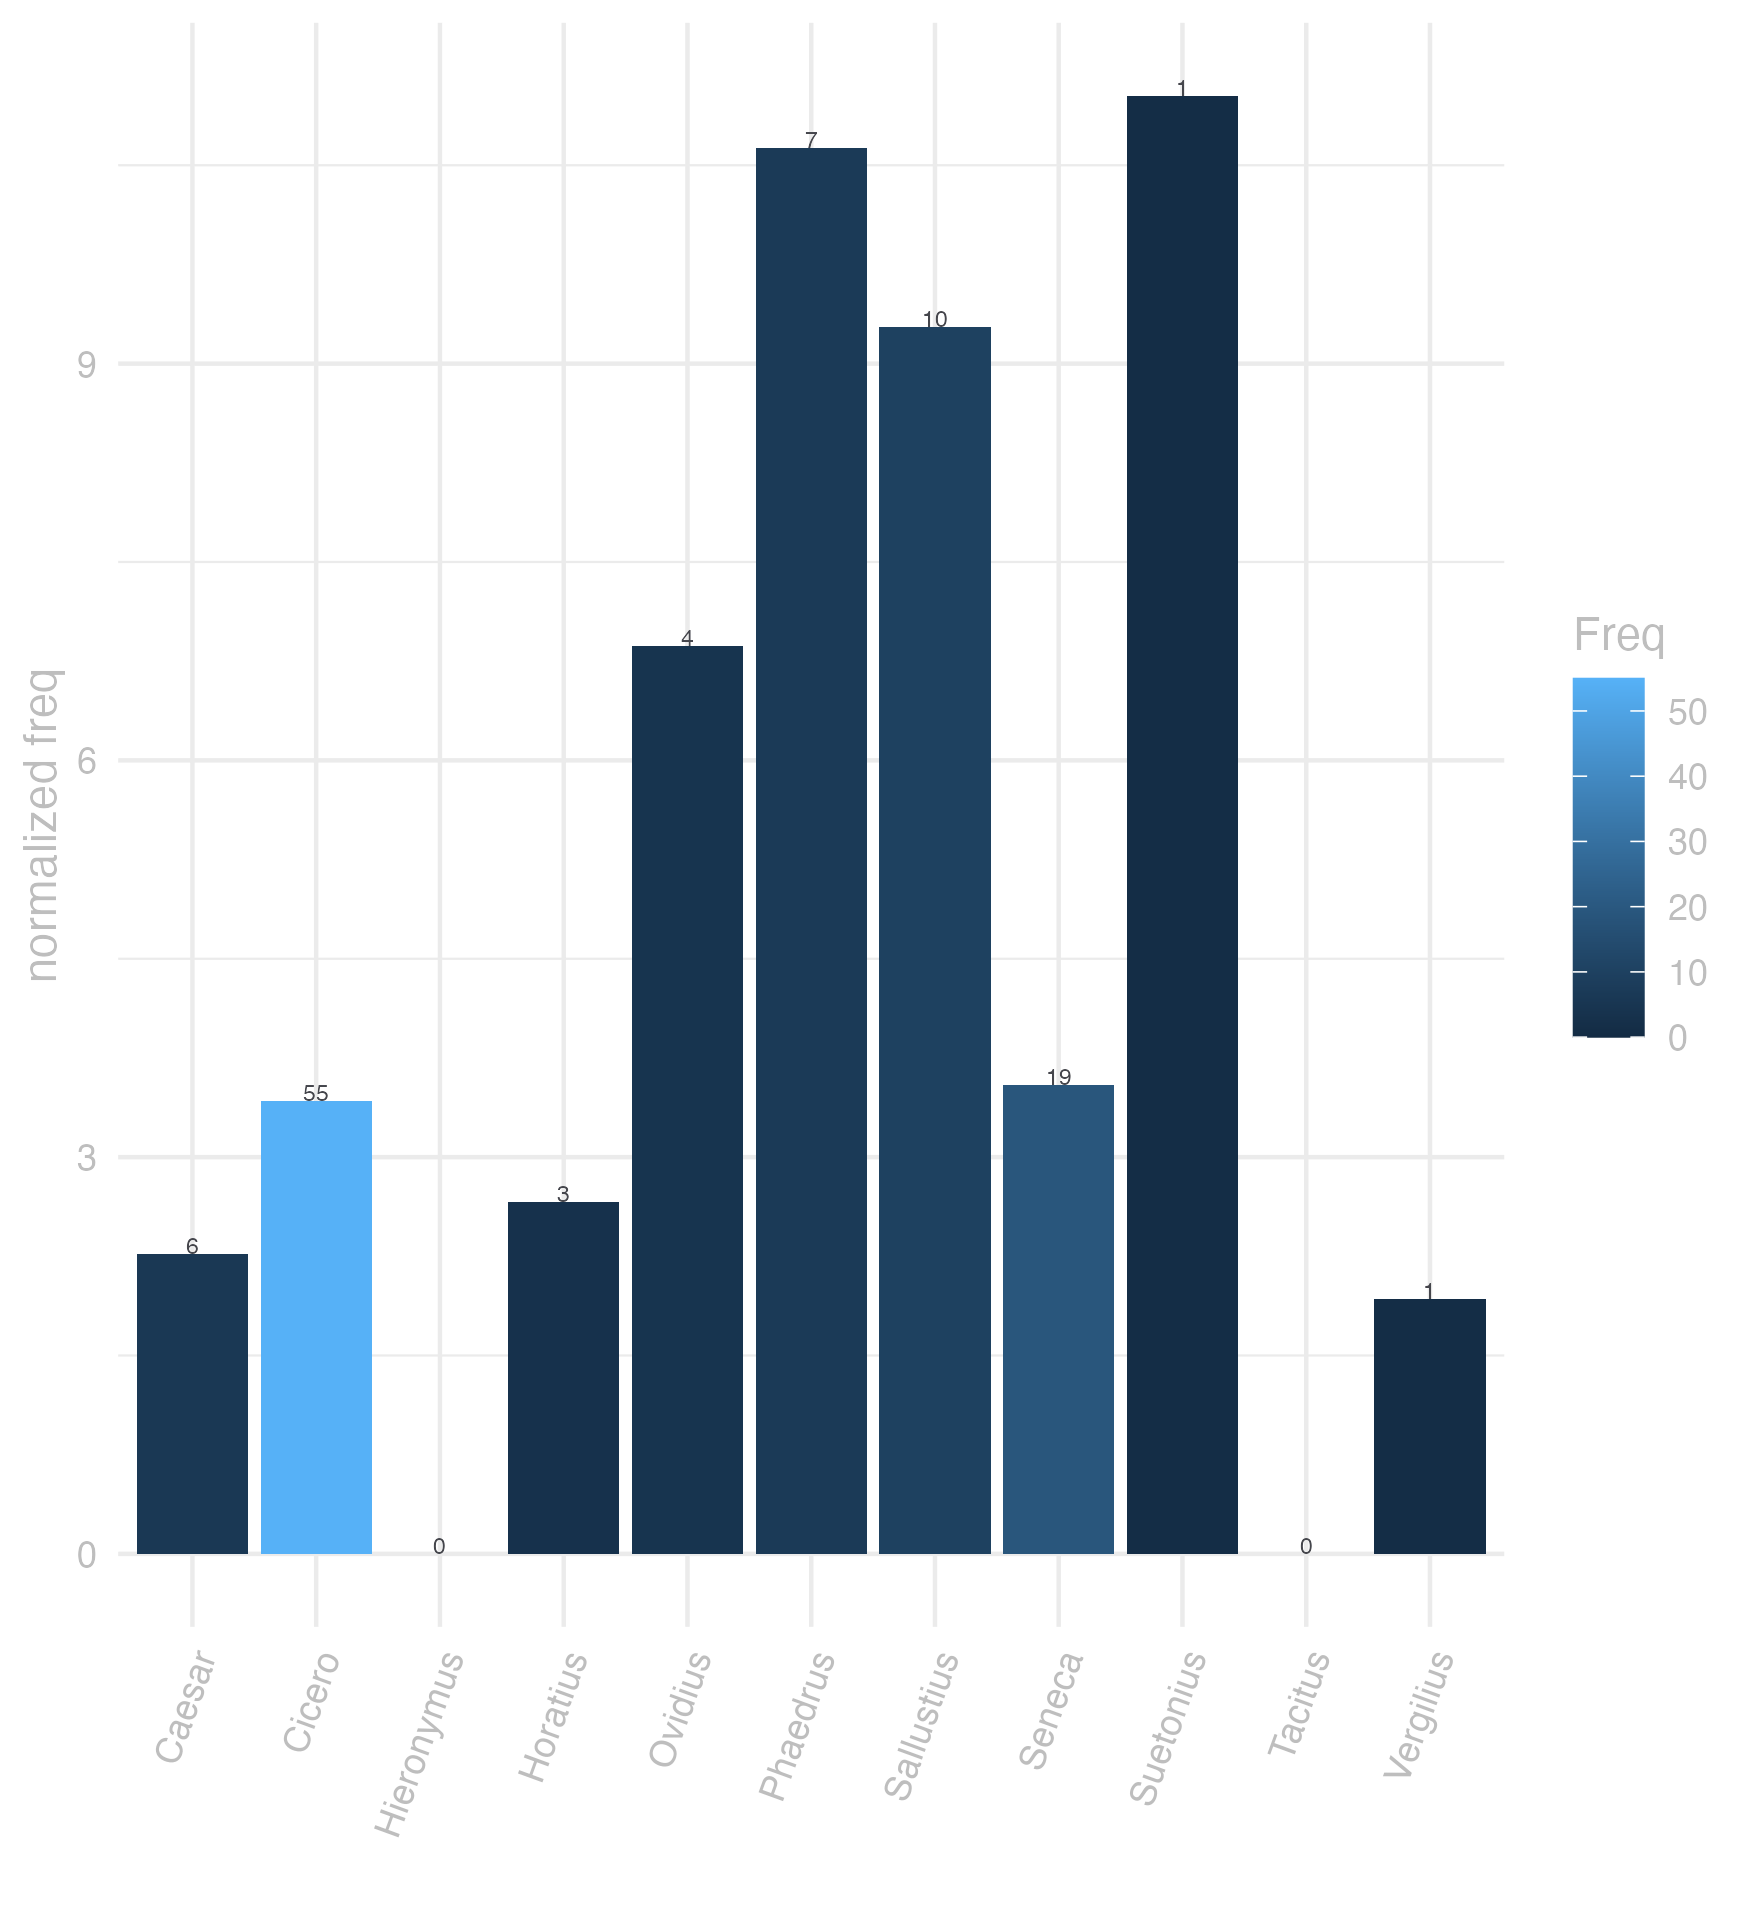 1
7
10
9
4
6
19
55
3
3
1
6
0
0
0
normalized freq
Caesar
Cicero
Hieronymus
Horatius
Ovidius
Phaedrus
Sallustius
Seneca
Suetonius
Tacitus
Vergilius
Freq
50
40
30
20
10
0